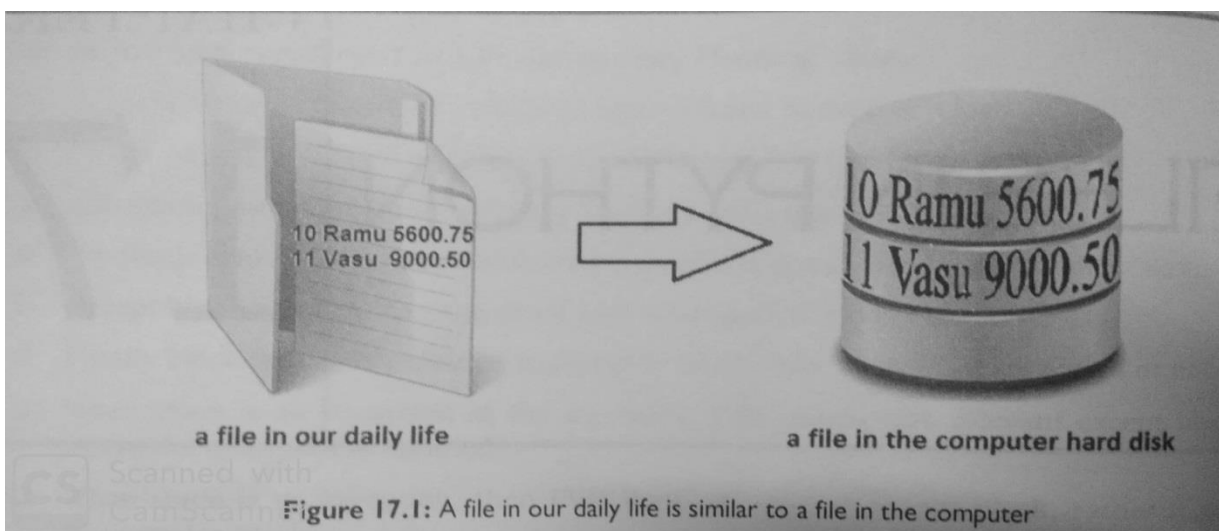 10 Ramu 5600.75
11 Vasu 9000.50
10 Ramu 5600.75
11 Vasu 9000.50
a file in our daily life
a file in the computer hard disk
CS Scanned with
CamScanner
Figure 17.1: A file in our daily life is similar to a file in the computer